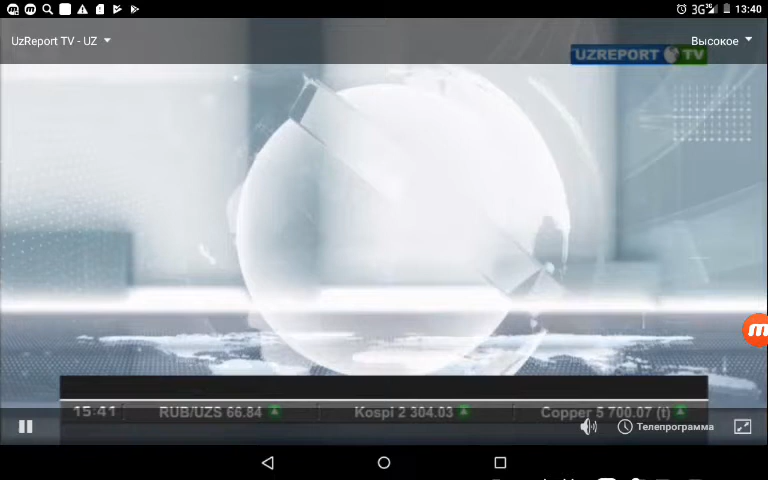 3G 13:40
UzReport TV - UZ
Высокое
UZREPORT TV
15:41 RUB/UZS 66.84 Kospi 2 304.03 Copper 5 700.07 (t)
Телепрограмма